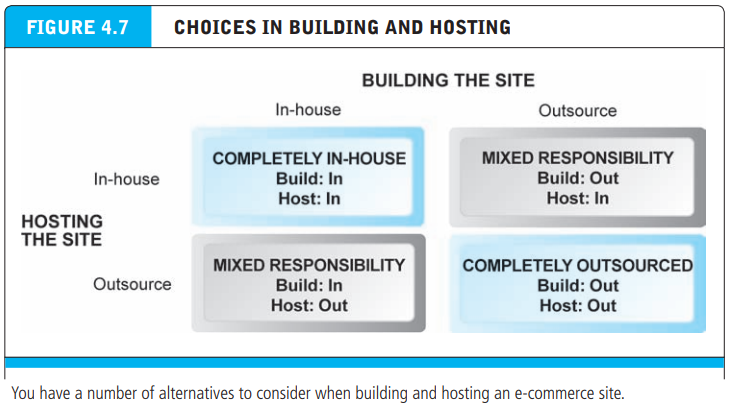 FIGURE 4.7 CHOICES IN BUILDING AND HOSTING
BUILDING THE SITE
In-house Outsource
In-house
COMPLETELY IN-HOUSE
Build: In
Host: In
MIXED RESPONSIBILITY
Build: Out
Host: In
HOSTING
THE SITE
Outsource
MIXED RESPONSIBILITY
Build: In
Host: Out
COMPLETELY OUTSOURCED
Build: Out
Host: Out
You have a number of alternatives to consider when building and hosting an e-commerce site.